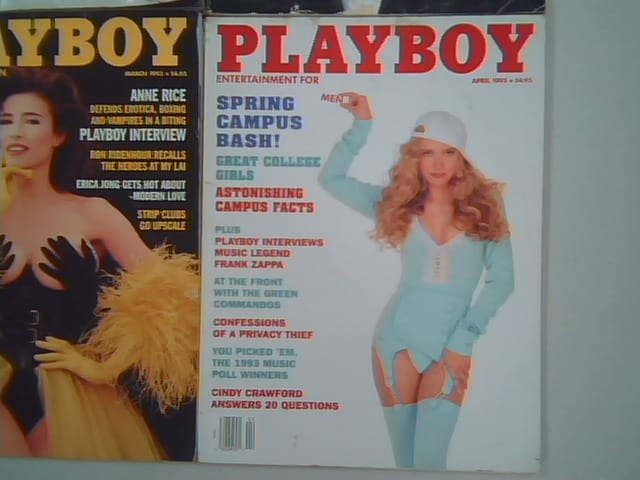 AYBOY
MARCH 1993 • $4.95
ANNE RICE
DEFENDS EROTICA, BOXING
AND VAMPIRES IN A BITING
PLAYBOY INTERVIEW
RON RIDENHOUR RECALLS
THE HEROES AT MY LAI
ERICA JONG GETS HOT ABOUT
MODERN LOVE
STRIP CLUBS
GO UPSCALE
PLAYBOY
ENTERTAINMENT FOR
MEN
APRIL 1993 • $4.95
SPRING
CAMPUS
BASH!
GREAT COLLEGE
GIRLS
ASTONISHING
CAMPUS FACTS
PLUS
PLAYBOY INTERVIEWS
MUSIC LEGEND
FRANK ZAPPA
AT THE FRONT
WITH THE GREEN
COMMANDOS
CONFESSIONS
OF A PRIVACY THIEF
YOU PICKED 'EM,
THE 1993 MUSIC
POLL WINNERS
CINDY CRAWFORD
ANSWERS 20 QUESTIONS